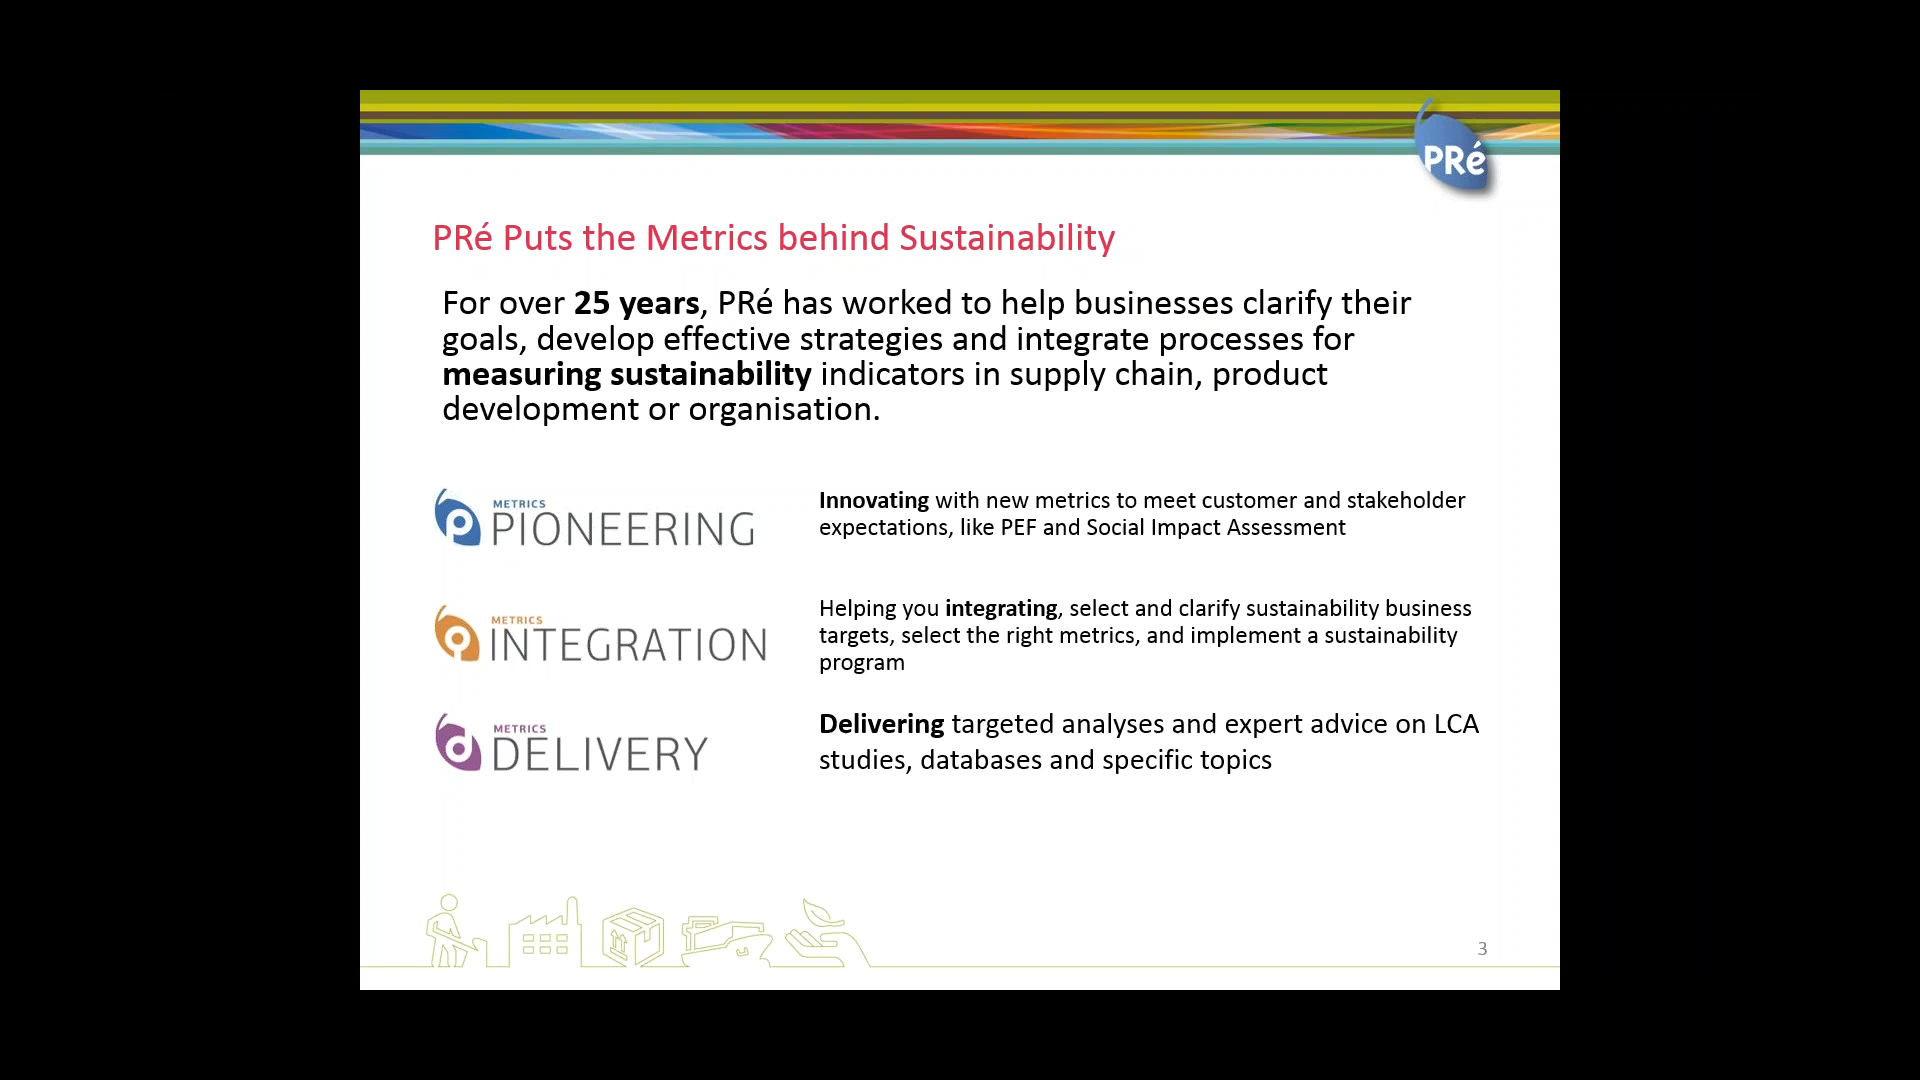 PRé
PRé Puts the Metrics behind Sustainability
For over 25 years, PRé has worked to help businesses clarify their
goals, develop effective strategies and integrate processes for
measuring sustainability indicators in supply chain, product
development or organisation.
METRICS
PIONEERING
Innovating with new metrics to meet customer and stakeholder
expectations, like PEF and Social Impact Assessment
METRICS
INTEGRATION
Helping you integrating, select and clarify sustainability business
targets, select the right metrics, and implement a sustainability
program
METRICS
DELIVERY
Delivering targeted analyses and expert advice on LCA
studies, databases and specific topics
3